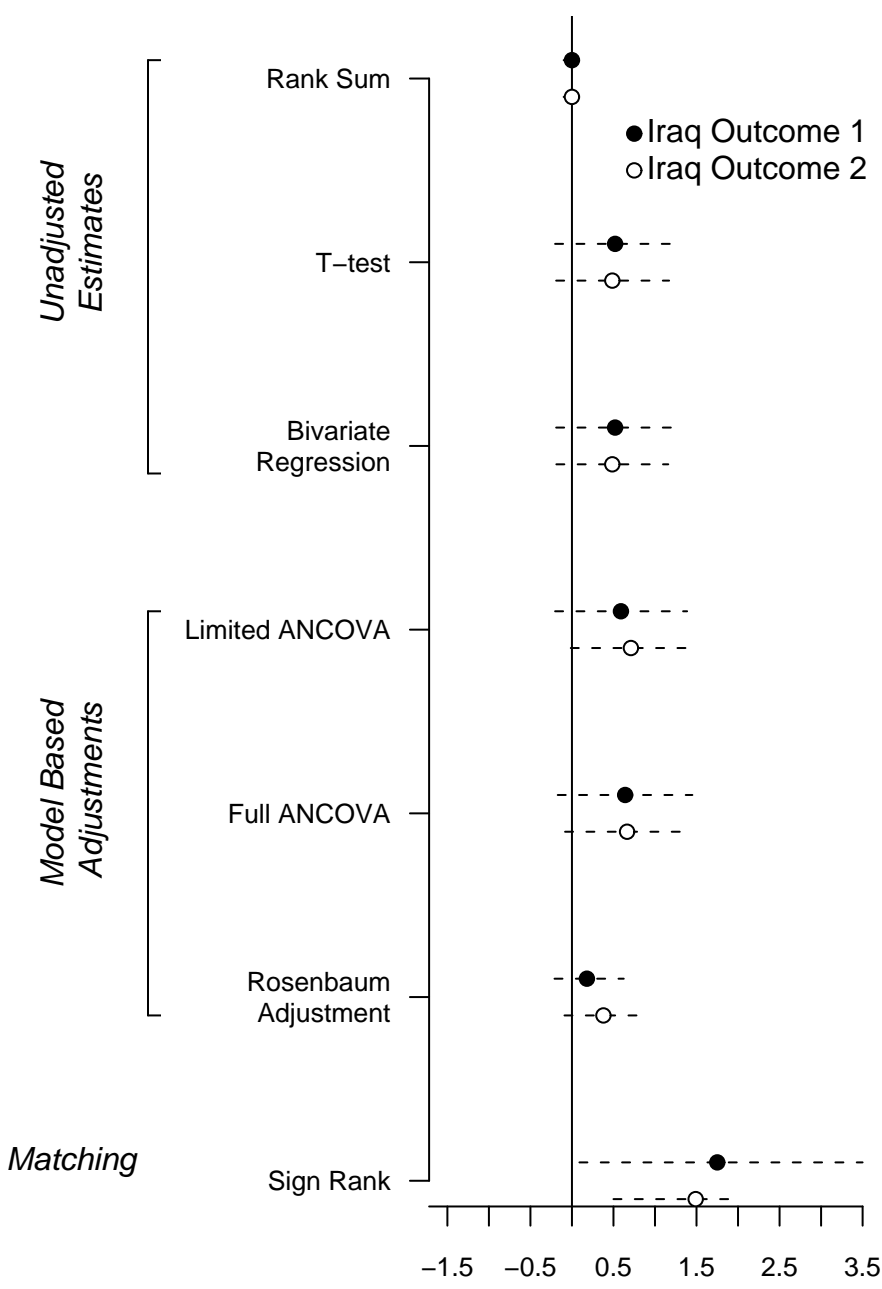 Unadjusted
Estimates
Rank Sum
T−test
Bivariate
Regression
Iraq Outcome 1
Iraq Outcome 2
Model Based
Adjustments
Limited ANCOVA
Full ANCOVA
Rosenbaum
Adjustment
Matching
Sign Rank
−1.5 −0.5 0.5 1.5 2.5 3.5